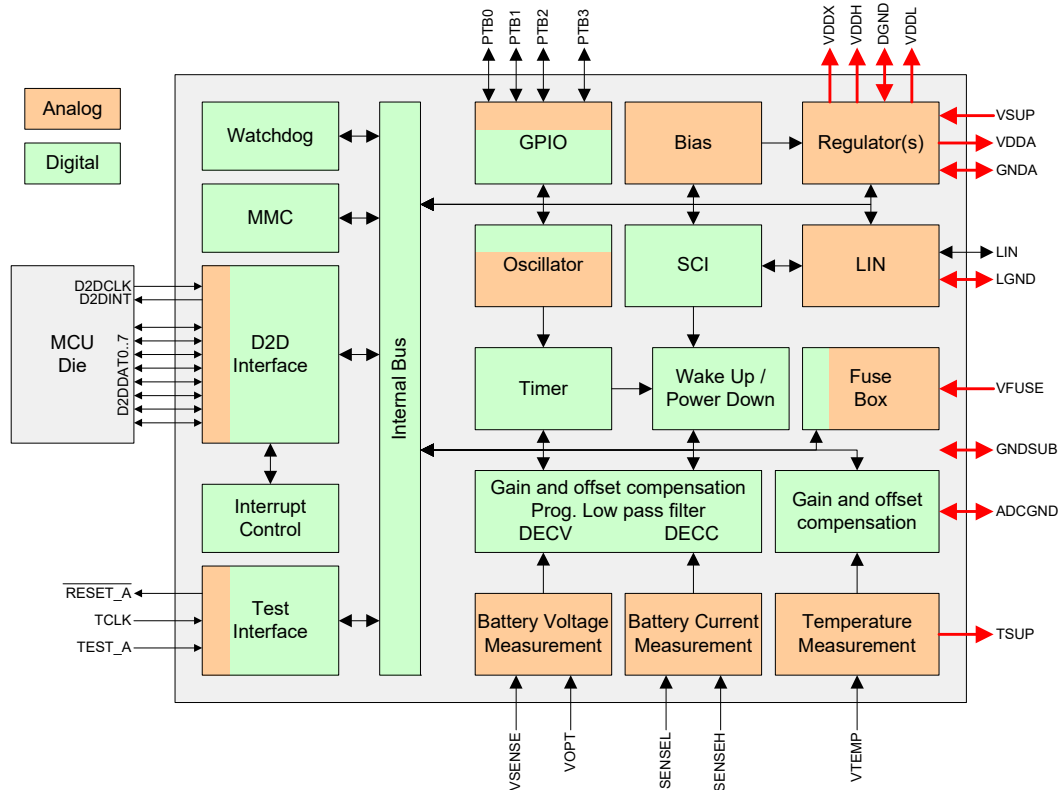 PTB0
PTB1
PTB2
PTB3
VDDX
VDDH
DGND
VDDL
Analog
Digital
Watchdog
GPIO
Bias
Regulator(s)
VSUP
VDDA
GNDA
MMC
Oscillator
SCI
LIN
LIN
LGND
MCU
Die
D2DCLK
D2DINT
D2DDAT0..7
D2D
Interface
Internal Bus
Timer
Wake Up /
Power Down
Fuse
Box
VFUSE
GNDSUB
Interrupt
Control
Gain and offset compensation
Prog. Low pass filter
DECV
DECC
Gain and offset
compensation
ADCGND
RESET_A
TCLK
TEST_A
Test
Interface
Battery Voltage
Measurement
Battery Current
Measurement
Temperature
Measurement
TSUP
VSENSE
VOPT
SENSEL
SENSEH
VTEMP